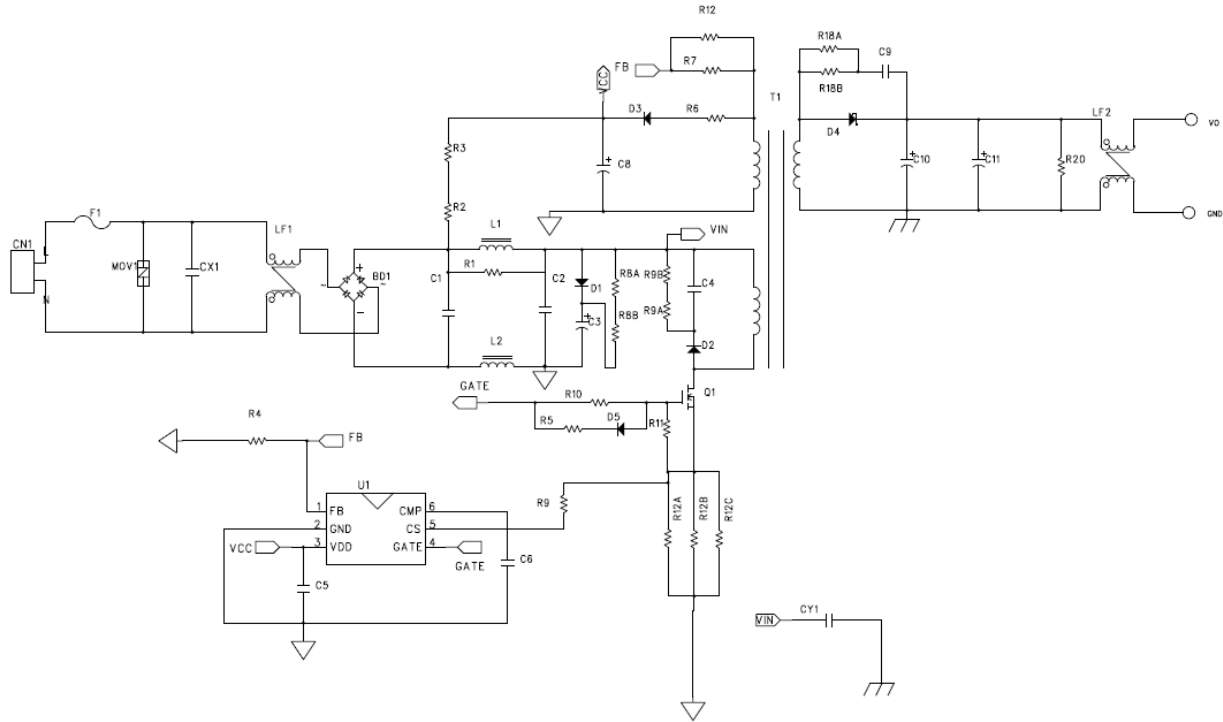 R12
R18A
C9
FB
R7
R18B
T1
VCC
D3
R6
D4
LF2
VO
R3
C8
C10
C11
R20
R2
F1
L1
GND
CN1
L
LF1
VIN
MOV1
CX1
~
+
BD1
~
C1
R1
C2
D1
R8A
R9B
C4
N
−
C3
R8B
R9A
L2
D2
GATE
R10
Q1
R4
R5
D5
R11
FB
U1
R9
R12A
R12B
R12C
1 FB CMP 6
2 GND CS 5
VCC 3 VDD GATE 4
GATE
C6
C5
VIN
CY1